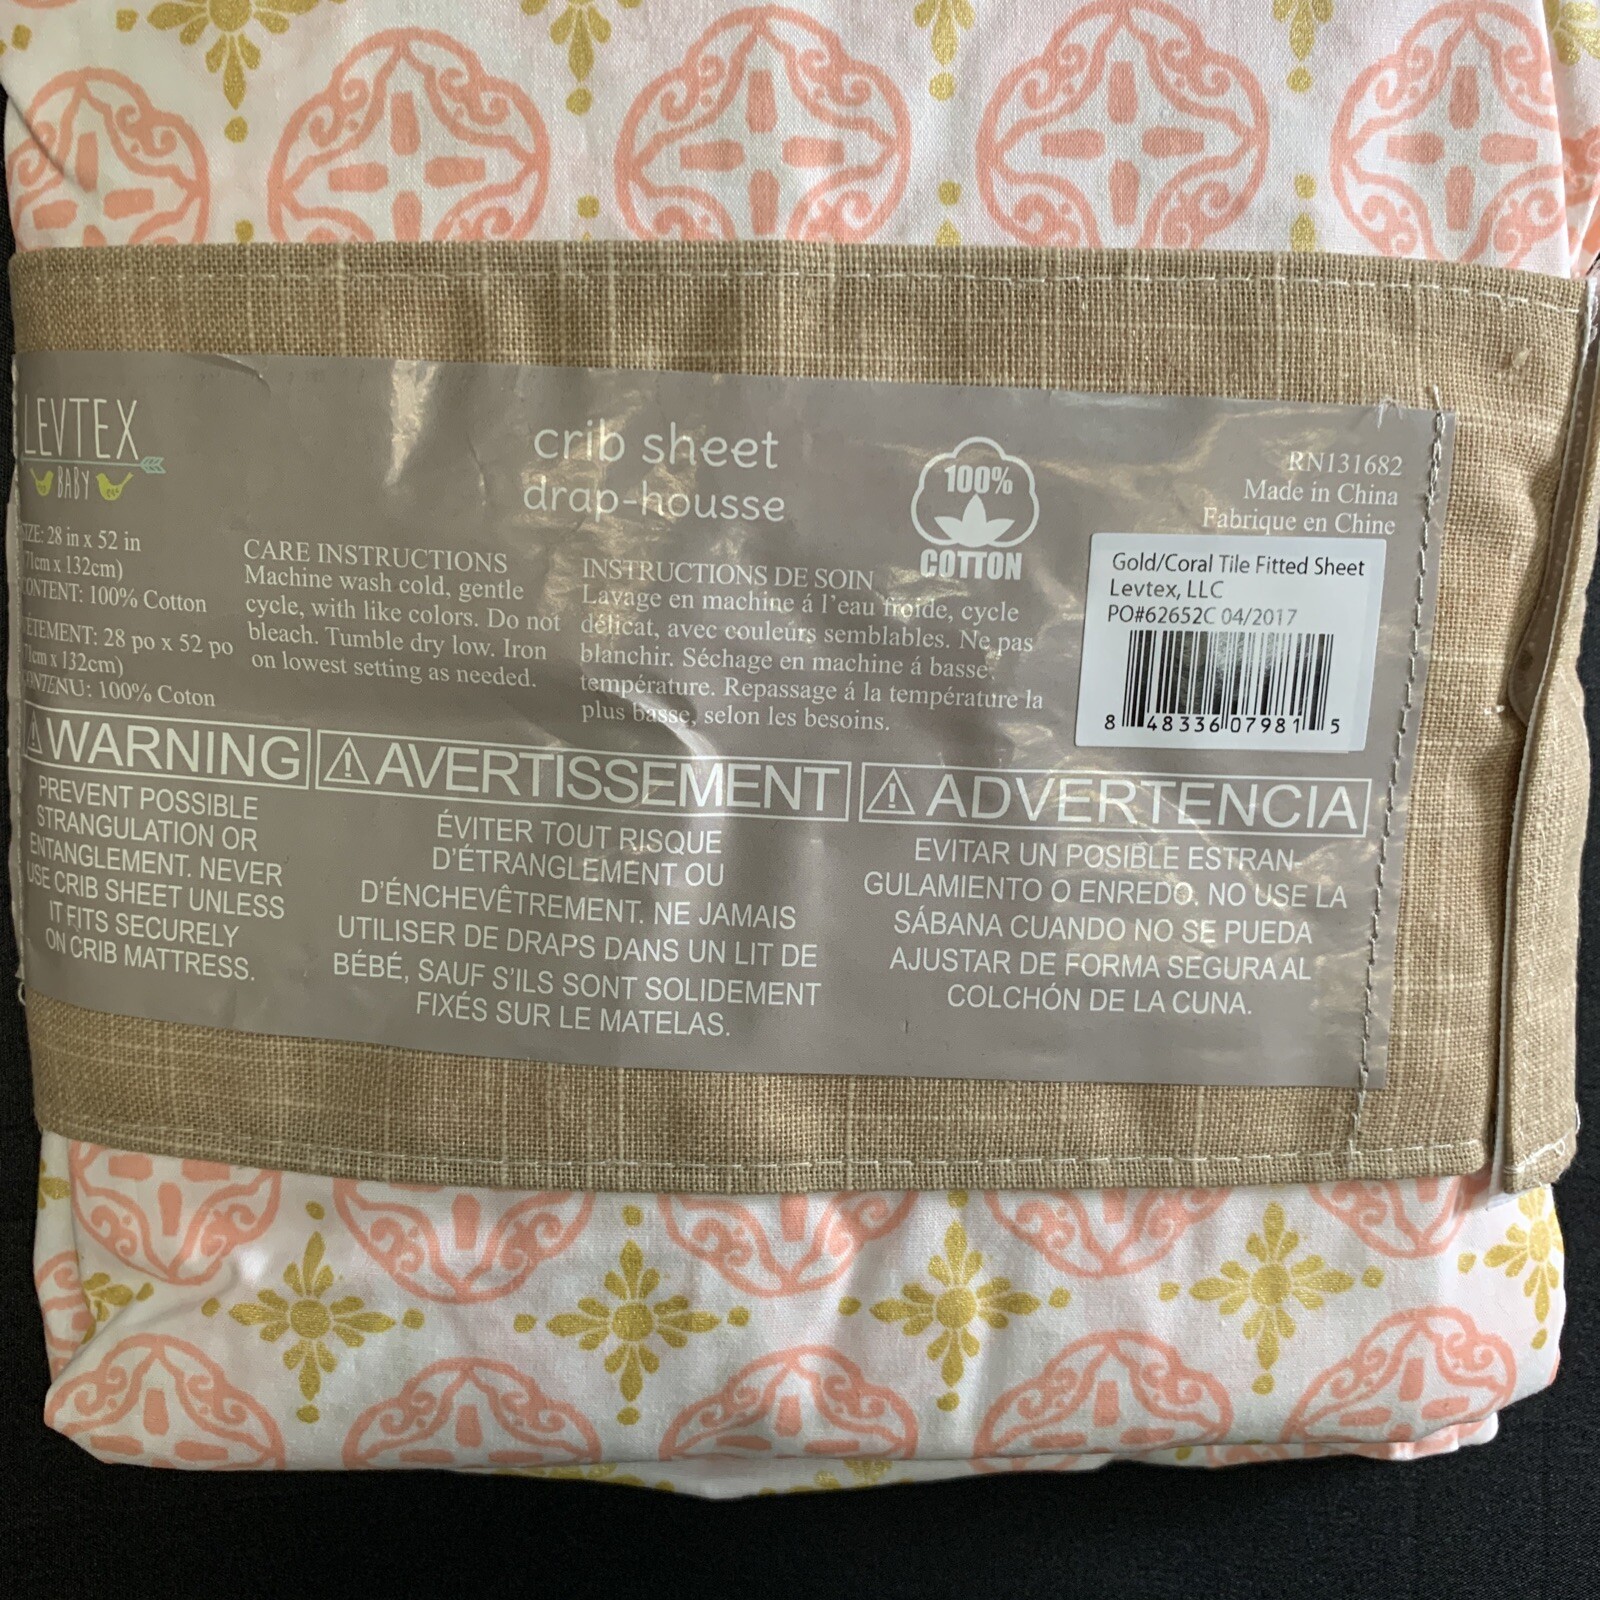 LEVTEX
BABY
crib sheet
drap-housse
100%
COTTON
RN131682
Made in China
Fabrique en Chine
SIZE: 28 in x 52 in
(71cm x 132cm)
CONTENT: 100% Cotton
28 po x 52 po
(71cm x 132cm)
CONTENU: 100% Coton
CARE INSTRUCTIONS
Machine wash cold, gentle
cycle, with like colors. Do not
bleach. Tumble dry low. Iron
on lowest setting as needed.
INSTRUCTIONS DE SOIN
Lavage en machine á l’eau froide, cycle
délicat, avec couleurs semblables. Ne pas
blanchir. Séchage en machine á basse
température. Repassage á la température la
plus basse, selon les besoins.
Gold/Coral Tile Fitted Sheet
Levtex, LLC
PO#62652C 04/2017
8 48336 07981 5
WARNING
PREVENT POSSIBLE
STRANGULATION OR
ENTANGLEMENT. NEVER
USE CRIB SHEET UNLESS
IT FITS SECURELY
ON CRIB MATTRESS.
AVERTISSEMENT
ÉVITER TOUT RISQUE
D’ÉTRANGLEMENT OU
D’ÉNCHEVÊTREMENT. NE JAMAIS
UTILISER DE DRAPS DANS UN LIT DE
BÉBÉ, SAUF S’ILS SONT SOLIDEMENT
FIXÉS SUR LE MATELAS.
ADVERTENCIA
EVITAR UN POSIBLE ESTRAN-
GULAMIENTO O ENREDO. NO USE LA
SÁBANA CUANDO NO SE PUEDA
AJUSTAR DE FORMA SEGURA AL
COLCHÓN DE LA CUNA.